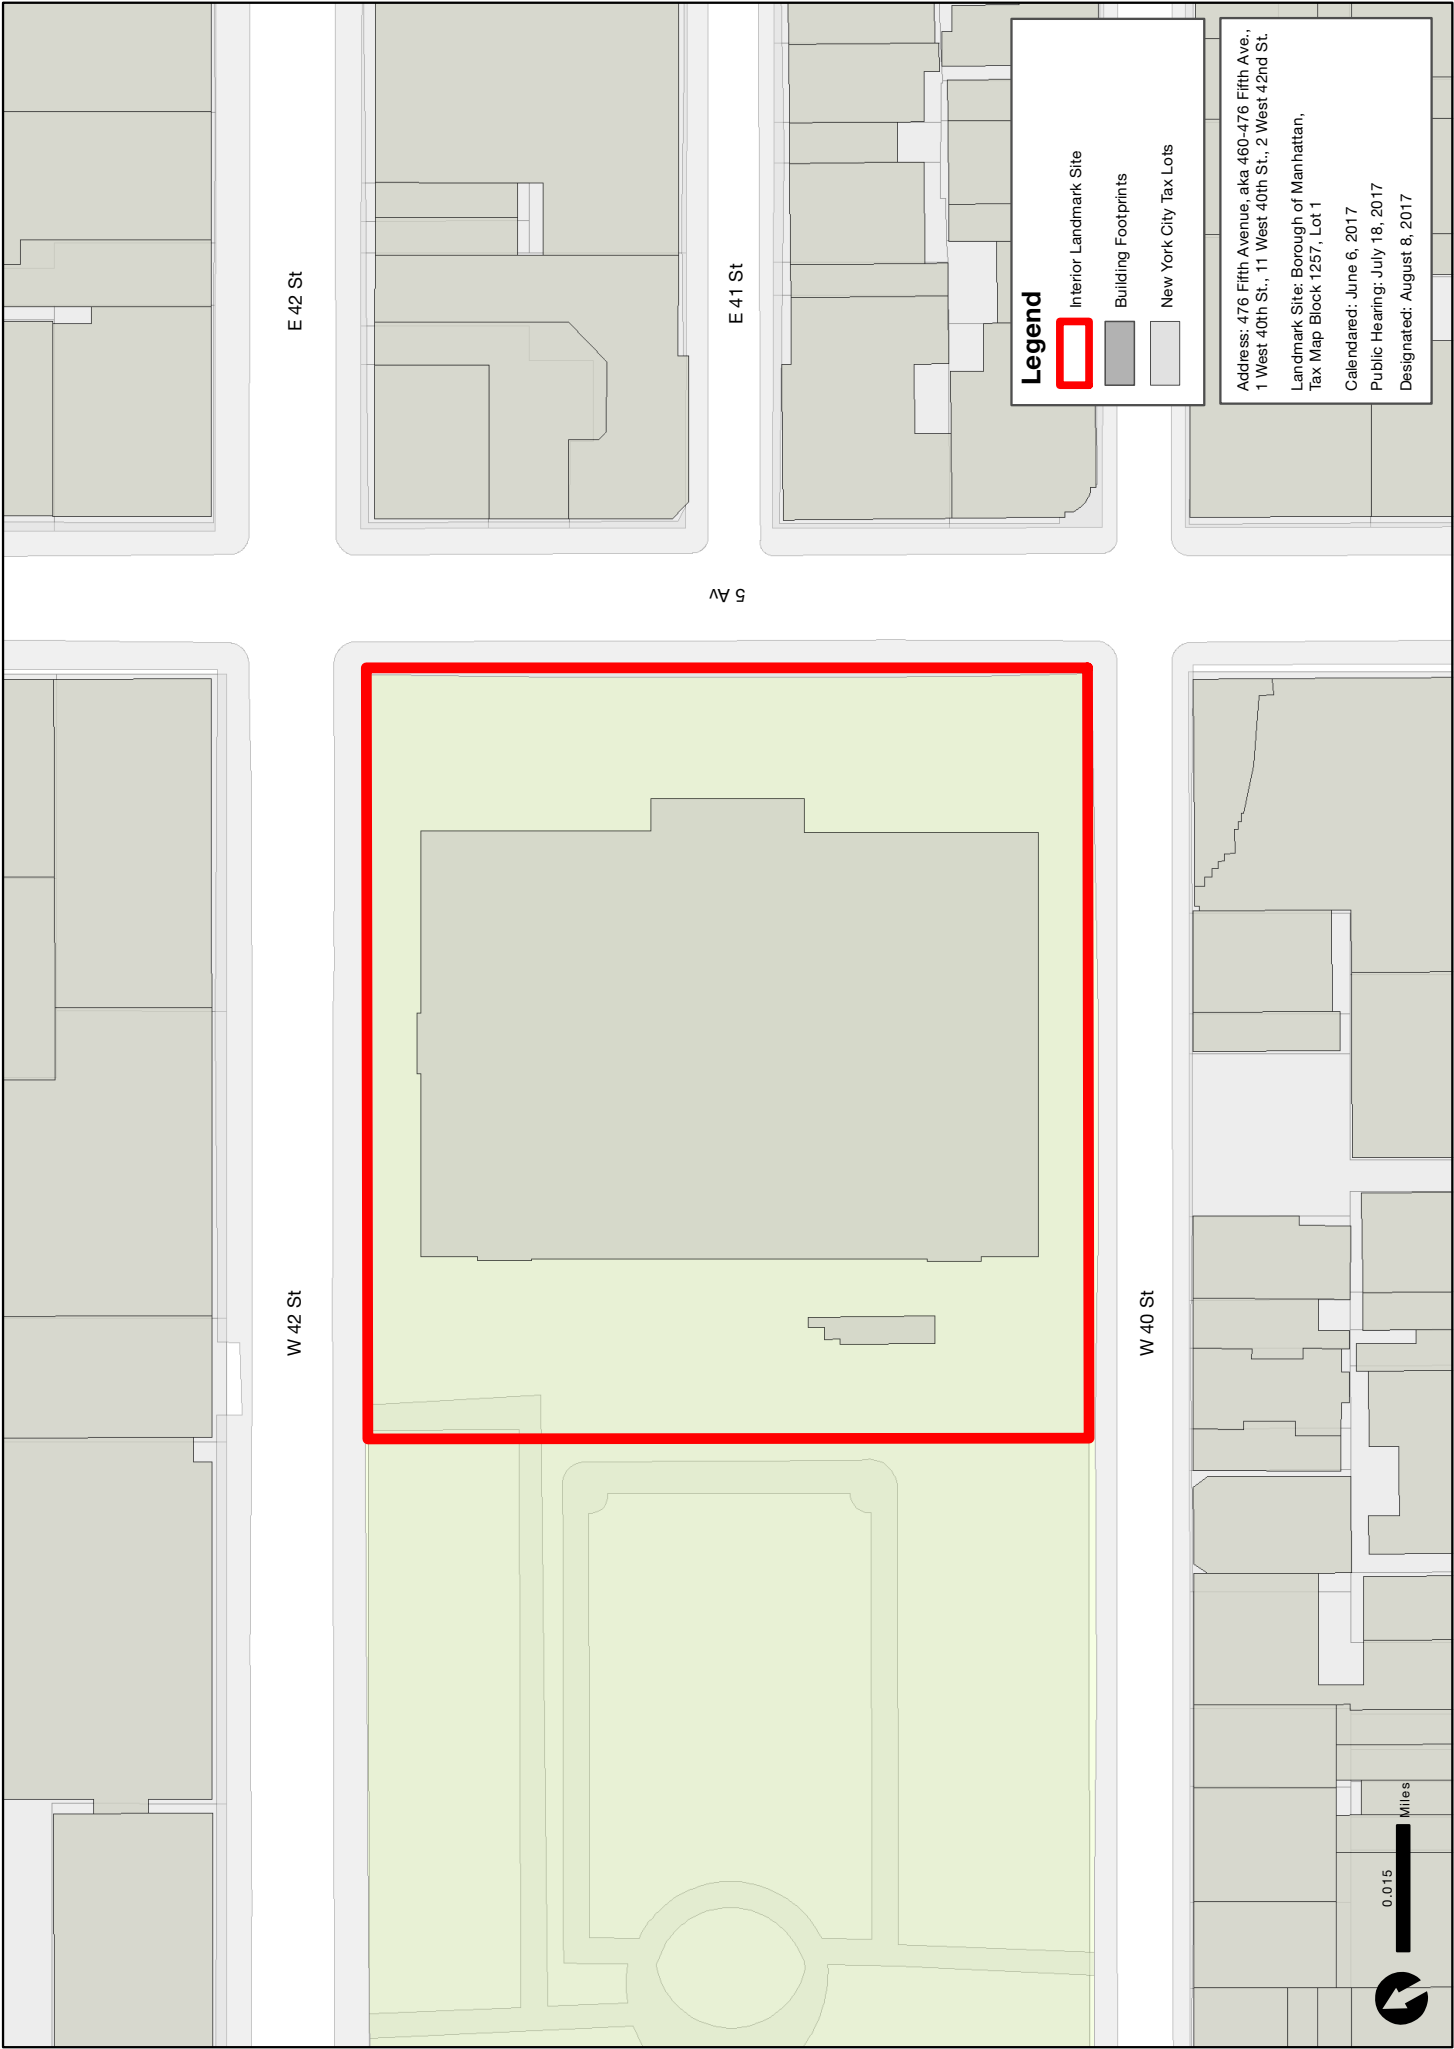 E 42 St
E 41 St
5 Av
W 42 St
W 40 St
Legend
Interior Landmark Site
Building Footprints
New York City Tax Lots
Address: 476 Fifth Avenue, aka 460-476 Fifth Ave.,
1 West 40th St., 11 West 40th St., 2 West 42nd St.
Landmark Site: Borough of Manhattan,
Tax Map Block 1257, Lot 1
Calendared: June 6, 2017
Public Hearing: July 18, 2017
Designated: August 8, 2017
0.015
Miles